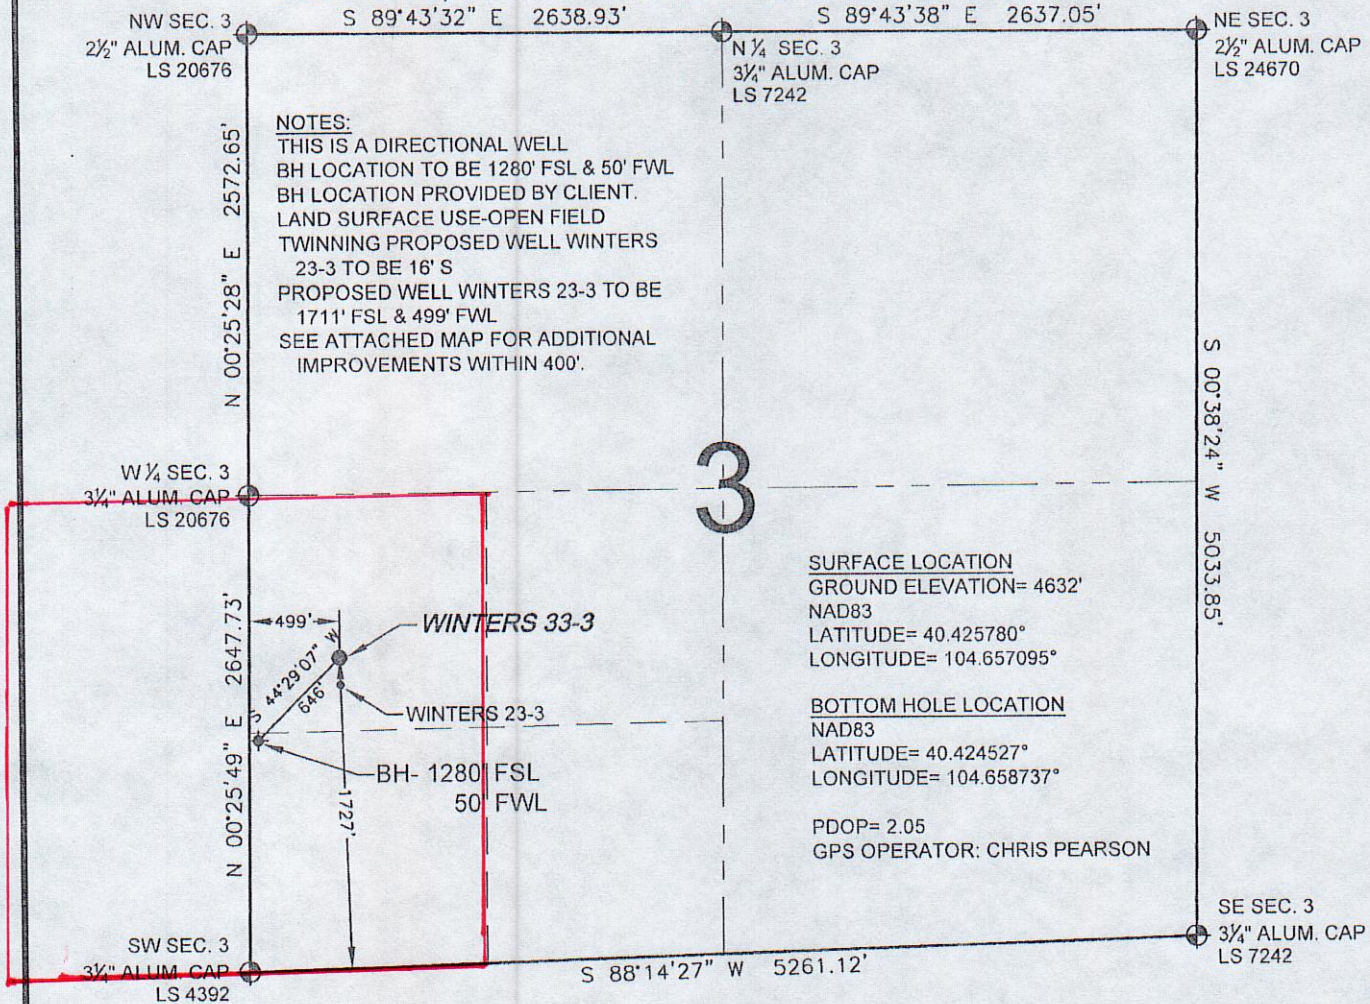 S 89°43'32" E 2638.93'
S 89°43'38" E 2637.05'
NW SEC. 3
2½" ALUM. CAP
LS 20676
N ¼ SEC. 3
3¼" ALUM. CAP
LS 7242
NE SEC. 3
2½" ALUM. CAP
LS 24670
NOTES:
THIS IS A DIRECTIONAL WELL
BH LOCATION TO BE 1280' FSL & 50' FWL
BH LOCATION PROVIDED BY CLIENT.
LAND SURFACE USE-OPEN FIELD
TWINNING PROPOSED WELL WINTERS
23-3 TO BE 16' S
PROPOSED WELL WINTERS 23-3 TO BE
1711' FSL & 499' FWL
SEE ATTACHED MAP FOR ADDITIONAL
IMPROVEMENTS WITHIN 400'.
N 00°25'28" E 2572.65'
S 00°38'24" W 5033.85'
W ¼ SEC. 3
3¼" ALUM. CAP
LS 20676
3
SURFACE LOCATION
GROUND ELEVATION= 4632'
NAD83
LATITUDE= 40.425780°
LONGITUDE= 104.657095°
BOTTOM HOLE LOCATION
NAD83
LATITUDE= 40.424527°
LONGITUDE= 104.658737°
PDOP= 2.05
GPS OPERATOR: CHRIS PEARSON
N 00°25'49" E 2647.73'
499'
WINTERS 33-3
S 44°29'07" W
646'
WINTERS 23-3
BH- 1280' FSL
50' FWL
1727'
SW SEC. 3
3¼" ALUM. CAP
LS 4392
S 88°14'27" W 5261.12'
SE SEC. 3
3¼" ALUM. CAP
LS 7242